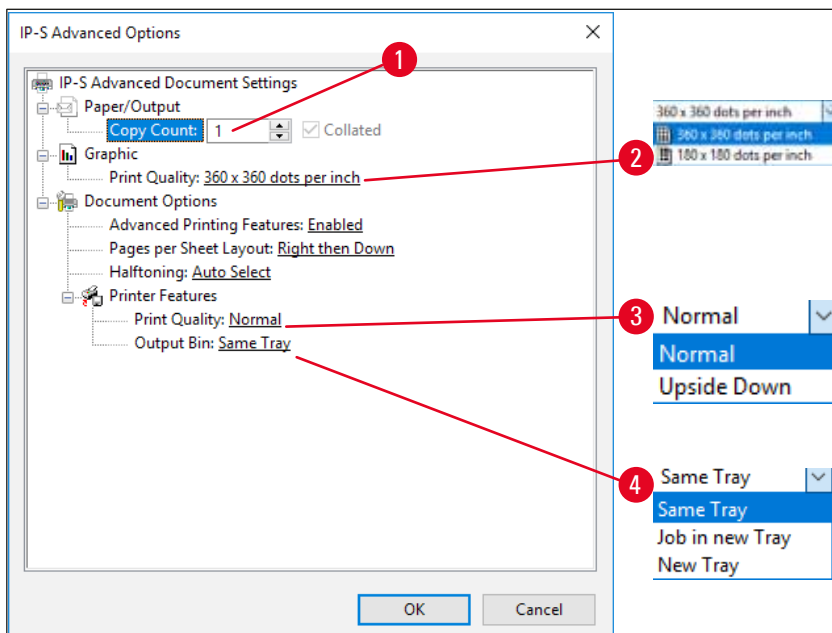 IP-S Advanced Options
IP-S Advanced Document Settings
Paper/Output
Copy Count: 1 Collated
Graphic
Print Quality: 360 x 360 dots per inch
Document Options
Advanced Printing Features: Enabled
Pages per Sheet Layout: Right then Down
Halftoning: Auto Select
Printer Features
Print Quality: Normal
Output Bin: Same Tray
OK Cancel
1
2
360 x 360 dots per inch
360 x 360 dots per inch
180 x 180 dots per inch
3
Normal
Normal
Upside Down
4
Same Tray
Same Tray
Job in new Tray
New Tray